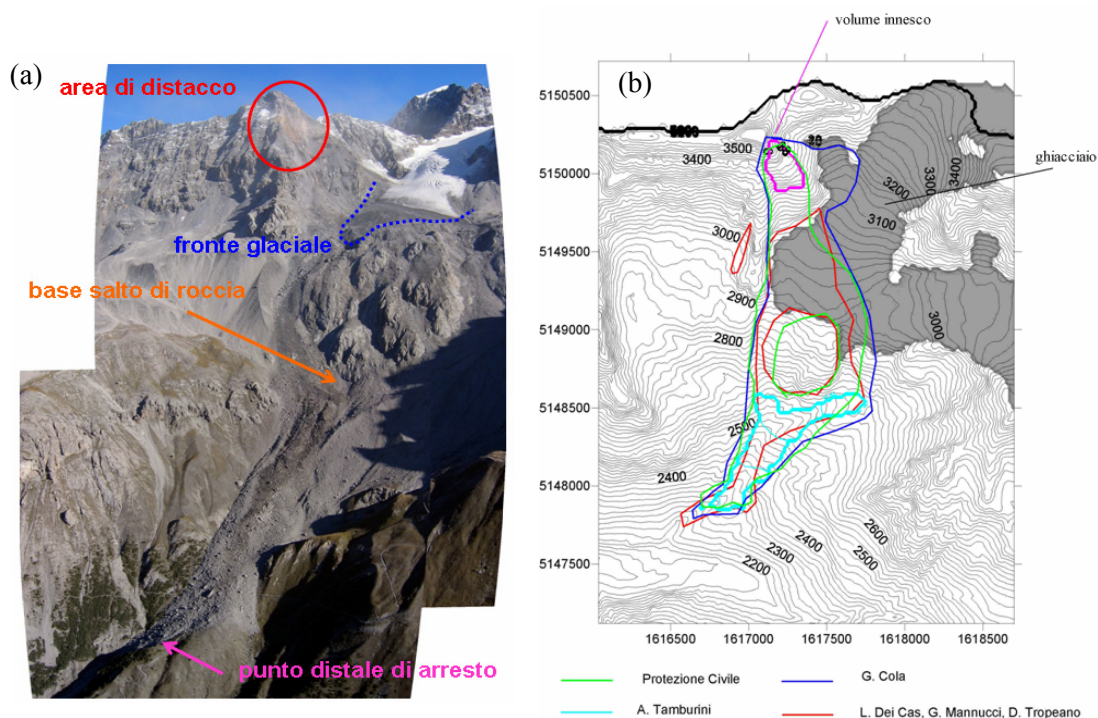 (a)
area di distacco
fronte glaciale
base salto di roccia
punto distale di arresto
volume innesco
(b)
ghiacciaio
5150500
5150000
5149500
5149000
5148500
5148000
5147500
1616500 1617000 1617500 1618000 1618500
3500
3400
3000
2900
2800
2500
2400
3200
3300
3400
3100
3000
2600
2500
2400
2300
2200
Protezione Civile
G. Cola
A. Tamburini
L. Dei Cas, G. Mannucci, D. Tropeano